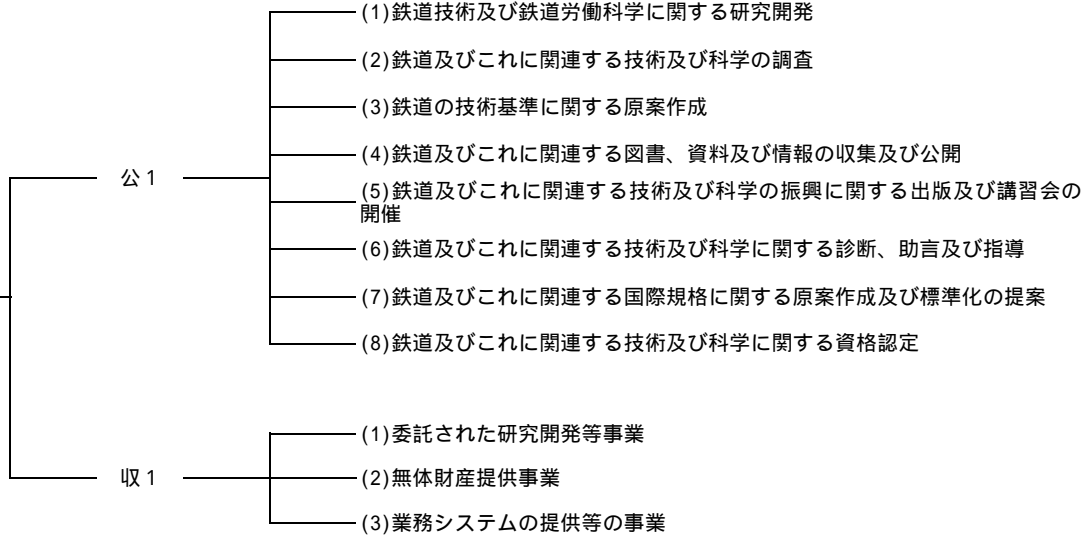 (1)鉄道技術及び鉄道労働科学に関する研究開発
(2)鉄道及びこれに関連する技術及び科学の調査
(3)鉄道の技術基準に関する原案作成
(4)鉄道及びこれに関連する図書、資料及び情報の収集及び公開
公1
(5)鉄道及びこれに関連する技術及び科学の振興に関する出版及び講習会の
開催
(6)鉄道及びこれに関連する技術及び科学に関する診断、助言及び指導
(7)鉄道及びこれに関連する国際規格に関する原案作成及び標準化の提案
(8)鉄道及びこれに関連する技術及び科学に関する資格認定
(1)委託された研究開発等事業
収1
(2)無体財産提供事業
(3)業務システムの提供等の事業